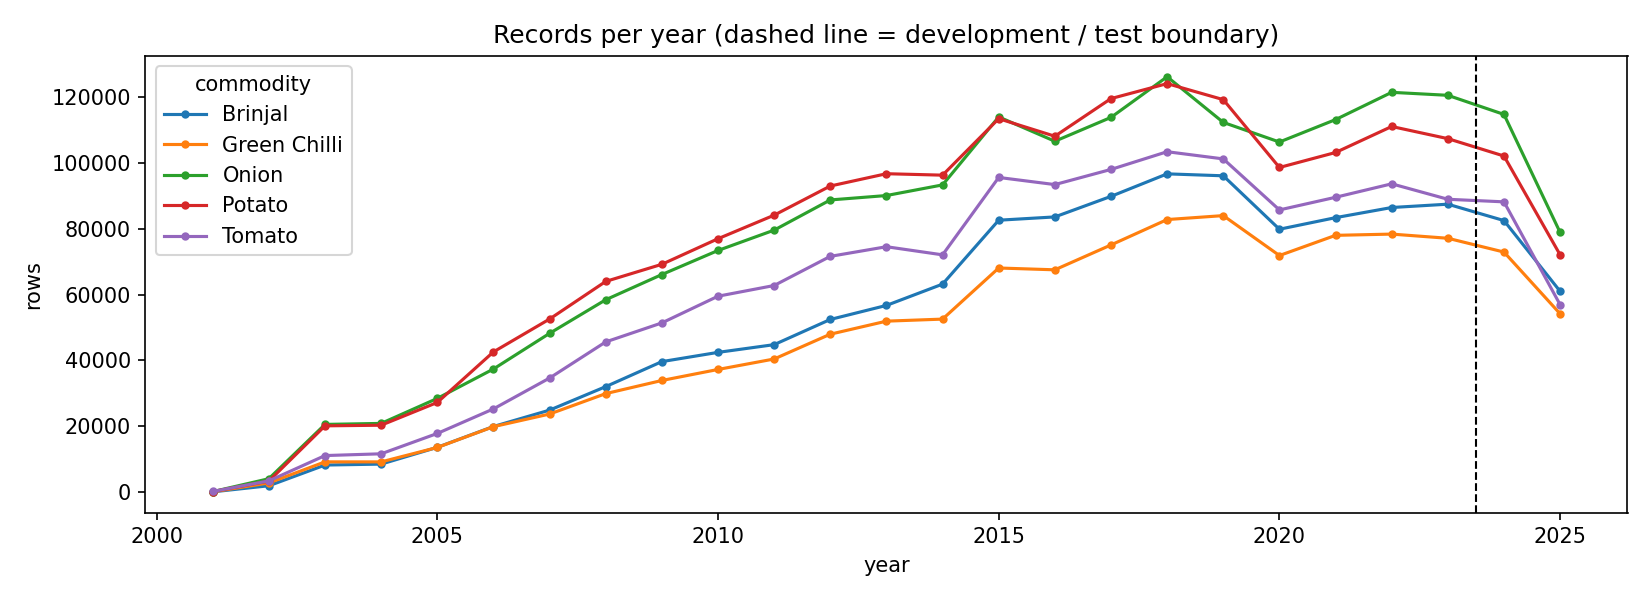 Records per year (dashed line = development / test boundary)
commodity
Brinjal
Green Chilli
Onion
Potato
Tomato
rows
120000
100000
80000
60000
40000
20000
0
2000 2005 2010 2015 2020 2025
year